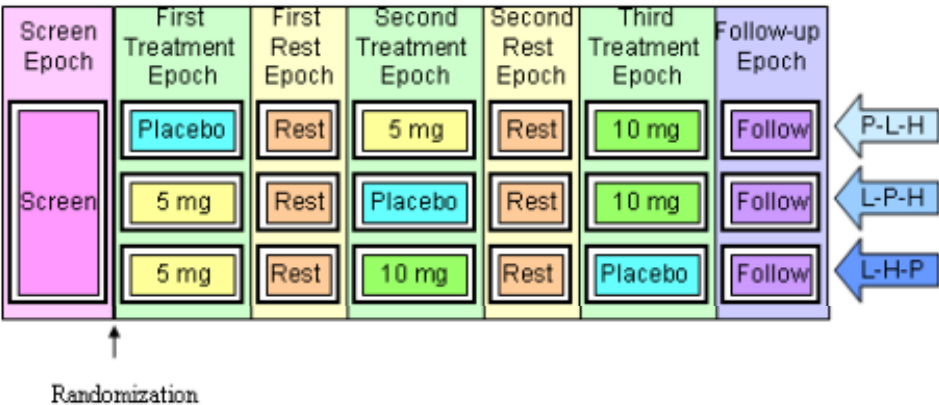 Screen Epoch
First Treatment Epoch
First Rest Epoch
Second Treatment Epoch
Second Rest Epoch
Third Treatment Epoch
Follow-up Epoch
Screen
Placebo Rest 5 mg Rest 10 mg Follow P-L-H
5 mg Rest Placebo Rest 10 mg Follow L-P-H
5 mg Rest 10 mg Rest Placebo Follow L-H-P
Randomization